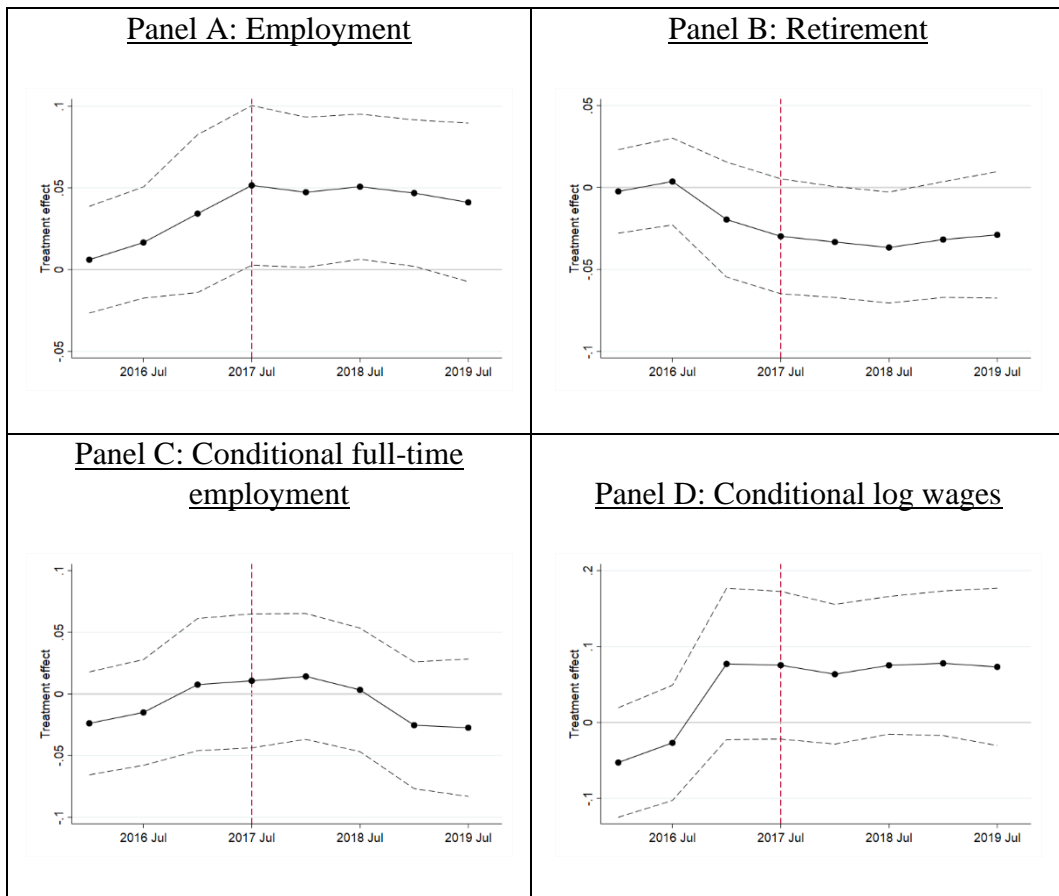 Panel A: Employment
Treatment effect
.1
.05
0
-.05
2016 Jul
2017 Jul
2018 Jul
2019 Jul
Panel B: Retirement
Treatment effect
.05
0
-.05
-.1
2016 Jul
2017 Jul
2018 Jul
2019 Jul
Panel C: Conditional full-time
employment
Treatment effect
.1
.05
0
-.05
-.1
2016 Jul
2017 Jul
2018 Jul
2019 Jul
Panel D: Conditional log wages
Treatment effect
.2
.1
0
-.1
2016 Jul
2017 Jul
2018 Jul
2019 Jul